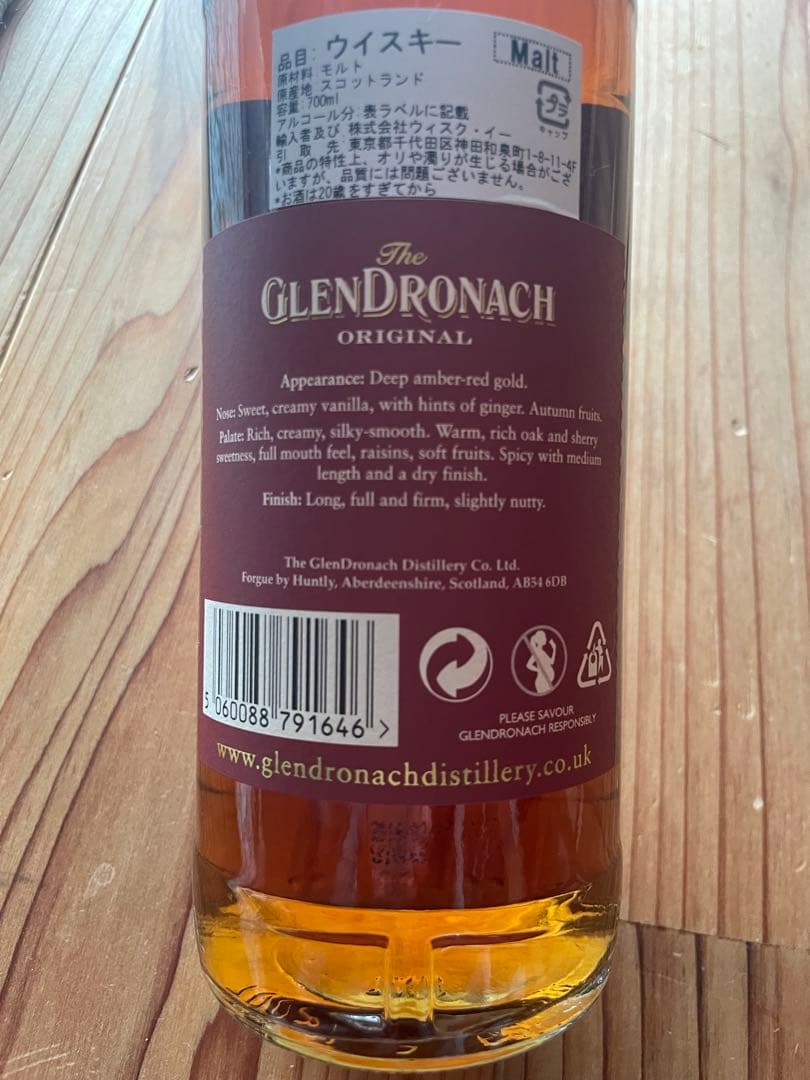 品目: ウイスキー
Malt
原材料: モルト
原産地: スコットランド
容量: 700ml
プラ
キャップ
アルコール分: 表ラベルに記載
輸入者及び 株式会社ウィスク・イー
引 取 先: 東京都千代田区神田和泉町1-8-11-4F
*商品の特性上、オリや濁りが生じる場合がござ
いますが、品質には問題ございません。
*お酒は20歳をすぎてから
The
GLENDRONACH
ORIGINAL
Appearance: Deep amber-red gold.
Nose: Sweet, creamy vanilla, with hints of ginger. Autumn fruits.
Palate: Rich, creamy, silky-smooth. Warm, rich oak and sherry
sweetness, full mouth feel, raisins, soft fruits. Spicy with medium
length and a dry finish.
Finish: Long, full and firm, slightly nutty.
The GlenDronach Distillery Co. Ltd.
Forgue by Huntly, Aberdeenshire, Scotland, AB54 6DB
5 060088 791646 >
PLEASE SAVOUR
GLENDRONACH RESPONSIBLY
www.glendronachdistillery.co.uk